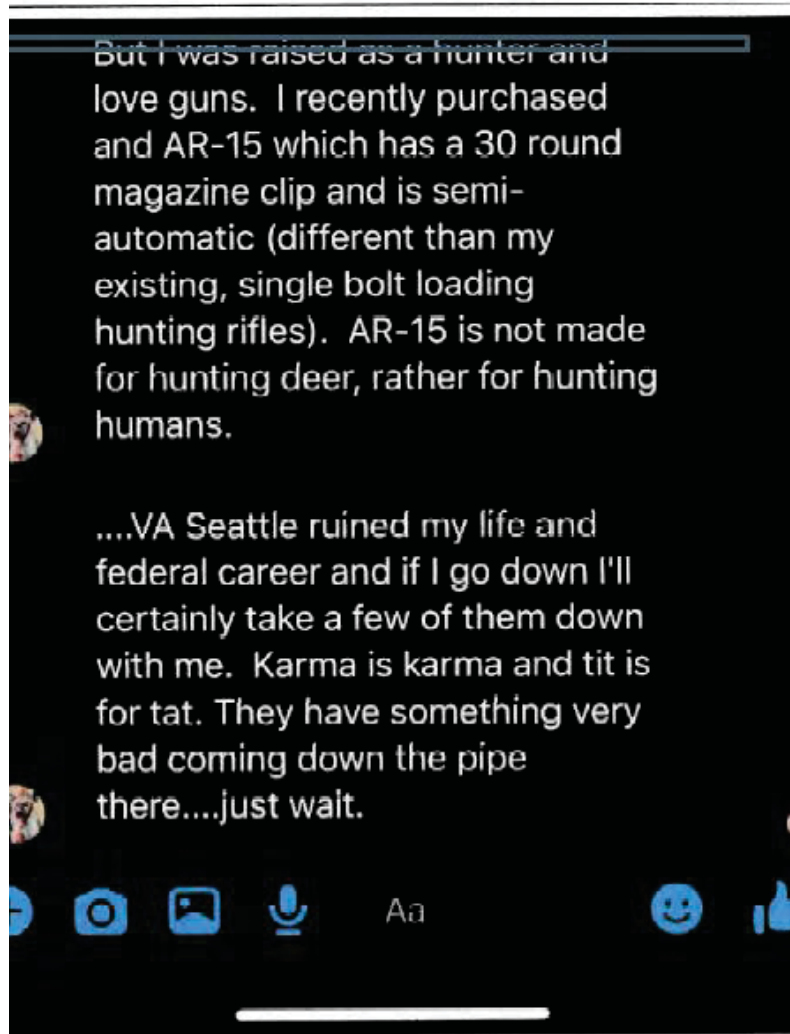 But I was raised as a hunter and
love guns.  I recently purchased
and AR-15 which has a 30 round
magazine clip and is semi-
automatic (different than my
existing, single bolt loading
hunting rifles).  AR-15 is not made
for hunting deer, rather for hunting
humans.
....VA Seattle ruined my life and
federal career and if I go down I'll
certainly take a few of them down
with me.  Karma is karma and tit is
for tat. They have something very
bad coming down the pipe
there....just wait.
Aa